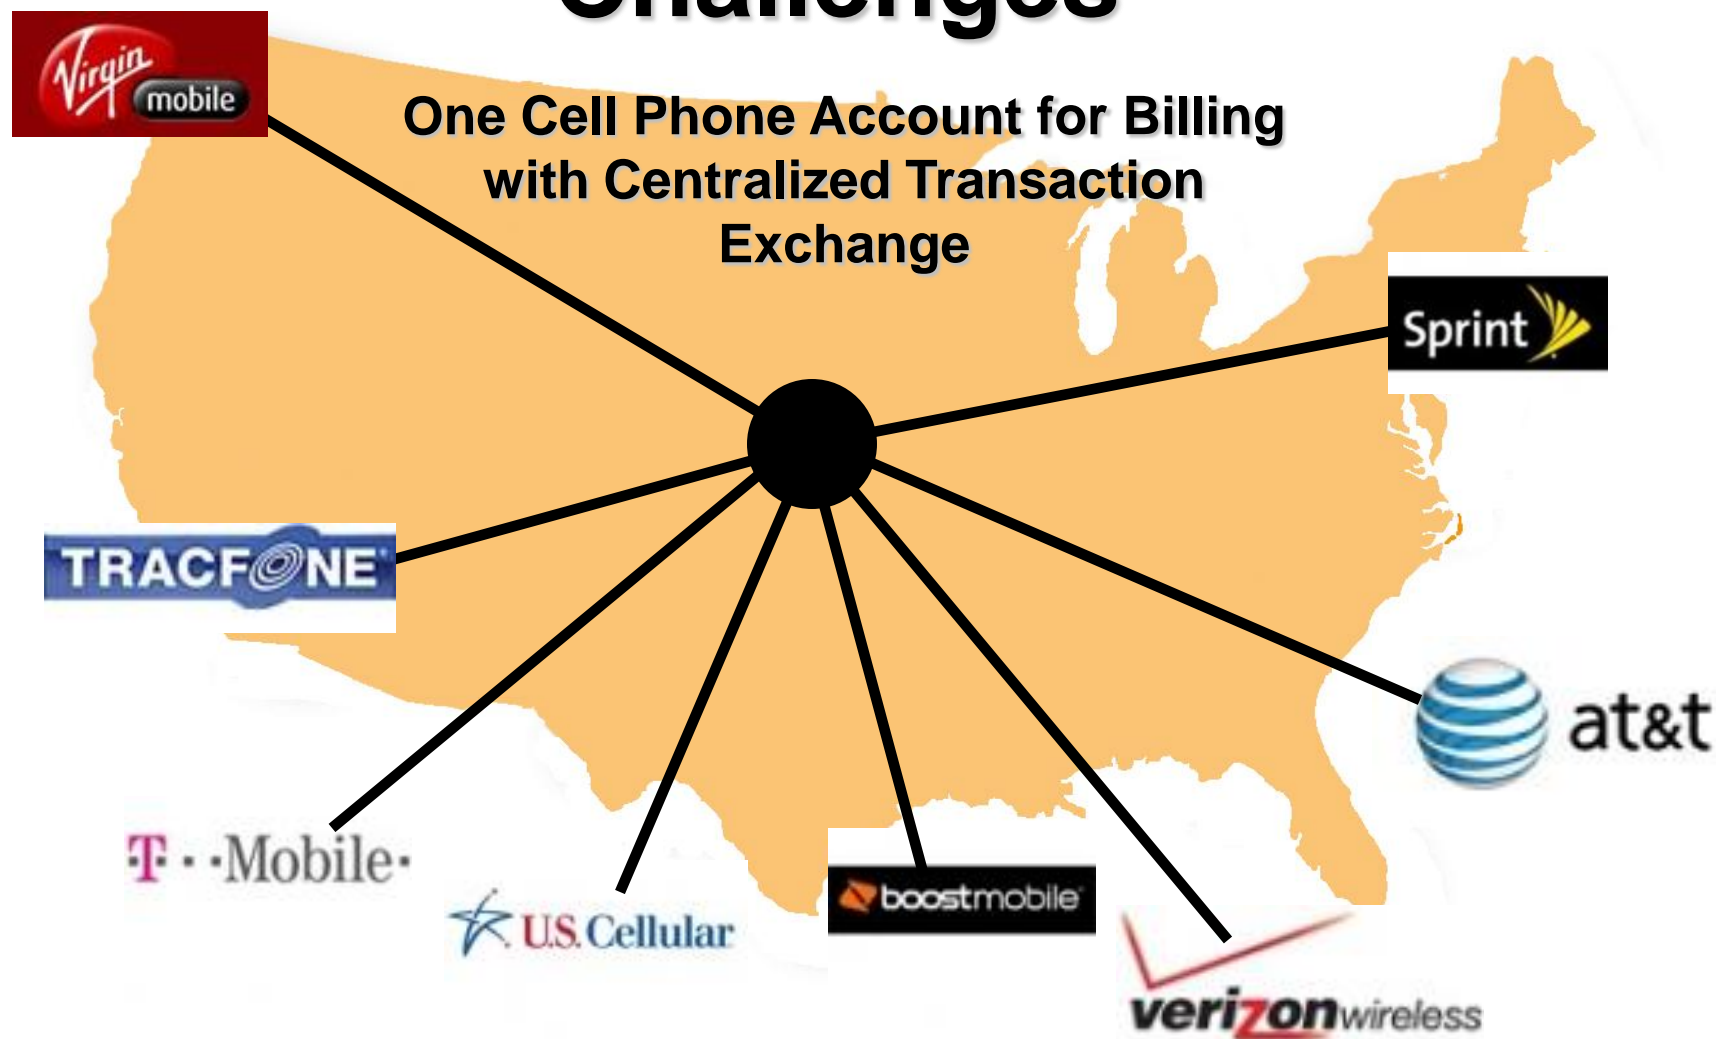 Challenges
Virgin
mobile
One Cell Phone Account for Billing
with Centralized Transaction
Exchange
Sprint
TRACFONE
at&t
T··Mobile·
U.S. Cellular
boostmobile
verizonwireless